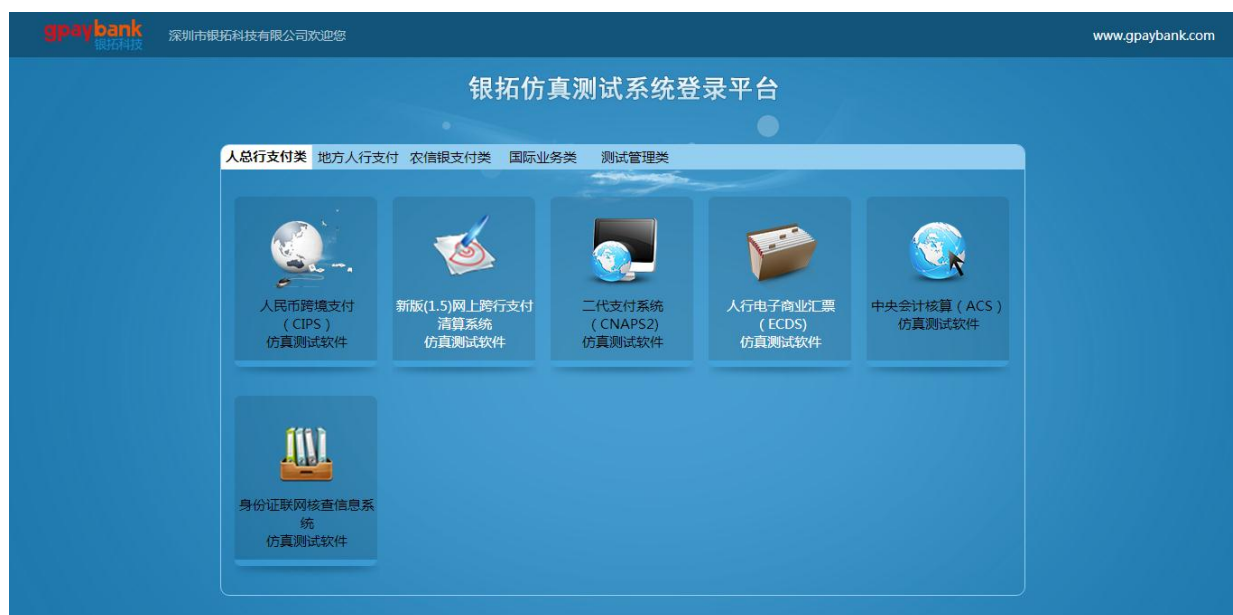 gpaybank
银拓科技
深圳市银拓科技有限公司欢迎您
www.gpaybank.com
银拓仿真测试系统登录平台
人总行支付类 地方人行支付 农信银支付类 国际业务类 测试管理类
人民币跨境支付
（CIPS）
仿真测试软件
新版(1.5)网上跨行支付
清算系统
仿真测试软件
二代支付系统
（CNAPS2)
仿真测试软件
人行电子商业汇票
（ECDS)
仿真测试软件
中央会计核算（ACS）
仿真测试软件
身份证联网核查信息系
统
仿真测试软件